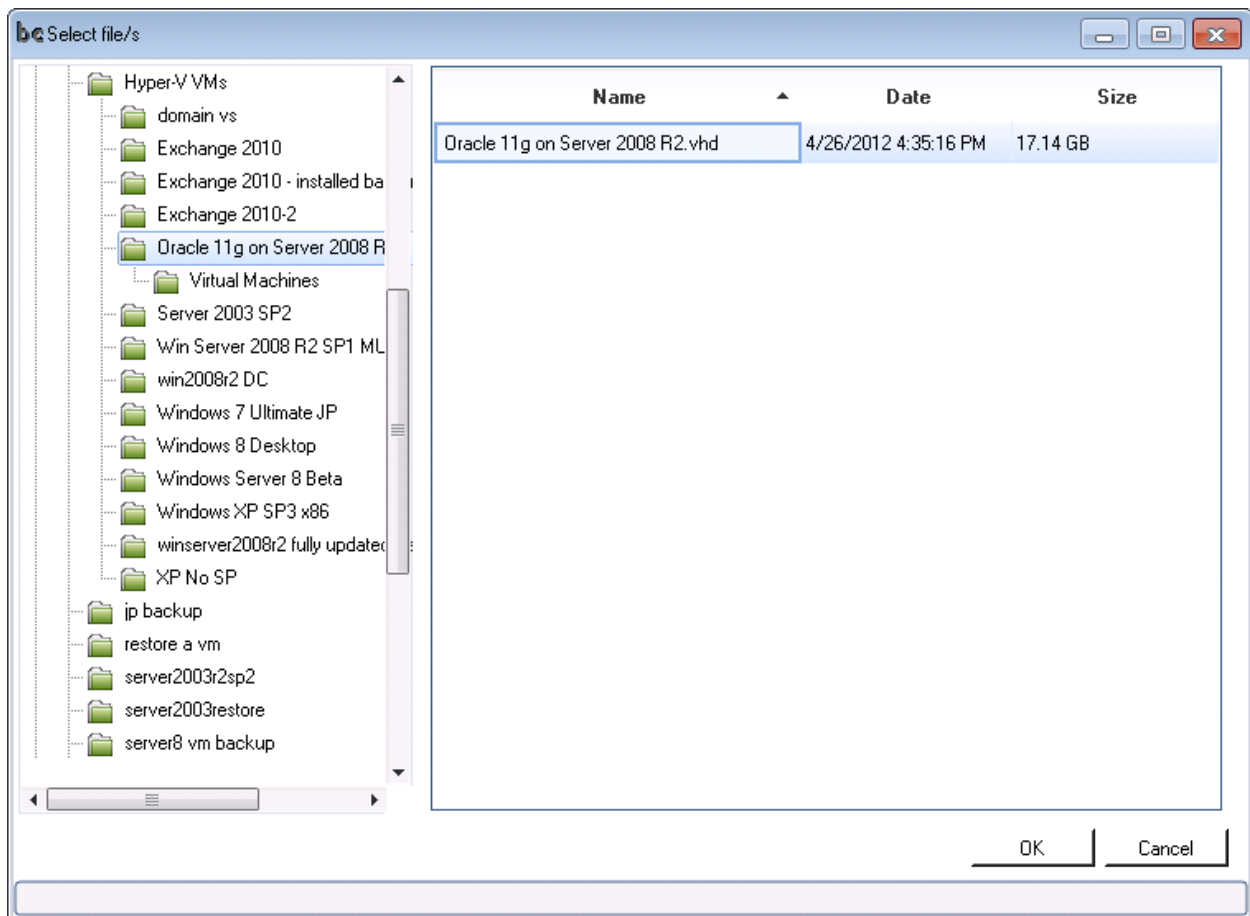 bc Select file/s
Hyper-V VMs
domain vs
Exchange 2010
Exchange 2010 - installed ba
Exchange 2010-2
Oracle 11g on Server 2008 R
Virtual Machines
Server 2003 SP2
Win Server 2008 R2 SP1 MU
win2008r2 DC
Windows 7 Ultimate JP
Windows 8 Desktop
Windows Server 8 Beta
Windows XP SP3 x86
winserver2008r2 fully updated
XP No SP
jp backup
restore a vm
server2003r2sp2
server2003restore
server8 vm backup
Name Date Size
Oracle 11g on Server 2008 R2.vhd 4/26/2012 4:35:16 PM 17.14 GB
OK Cancel